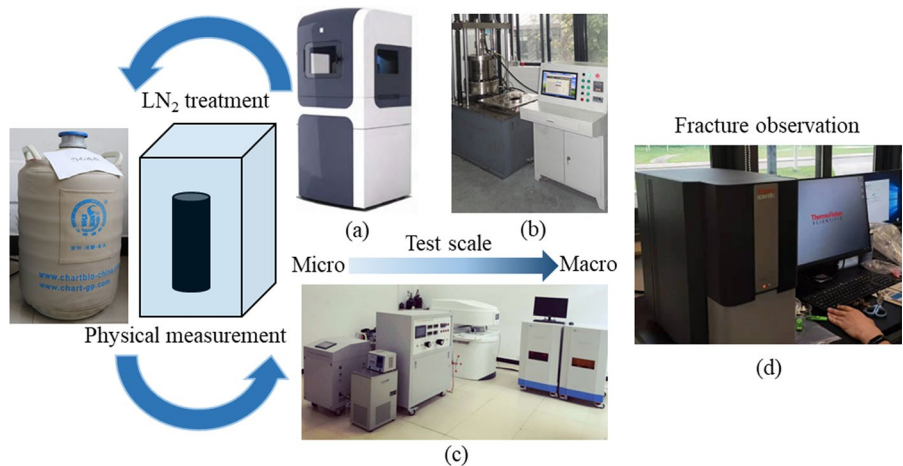 LN₂ treatment
(a)
(b)
Fracture observation
ThermoFisher
SCIENTIFIC
www.chartbio-china.com
www.chart-gp.com
Test scale
Micro
Macro
Physical measurement
(c)
(d)